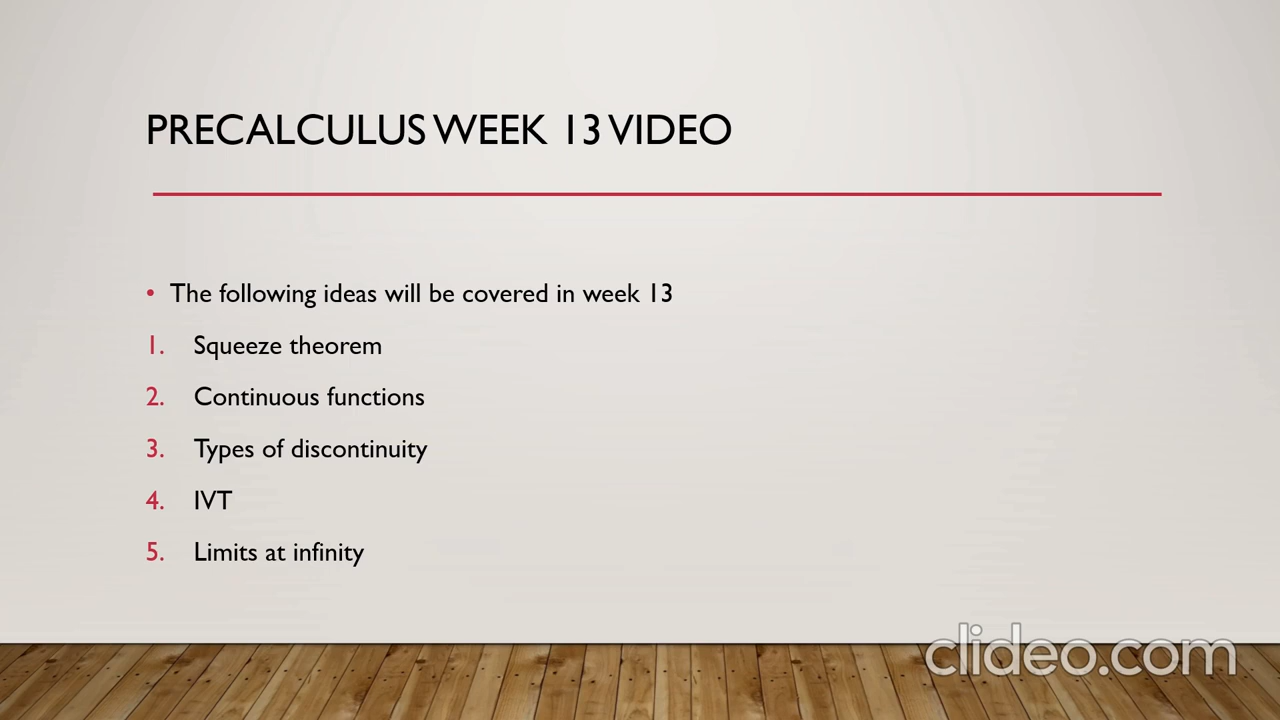 PRECALCULUS WEEK 13 VIDEO
• The following ideas will be covered in week 13
1. Squeeze theorem
2. Continuous functions
3. Types of discontinuity
4. IVT
5. Limits at infinity
clideo.com